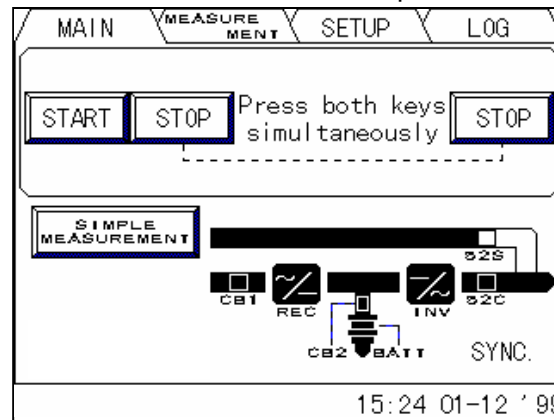 MAIN
MEASURE
MENT
SETUP
LOG
START
STOP
Press both keys
simultaneously
STOP
SIMPLE
MEASUREMENT
52S
CB1
REC
INV
52C
CB2
BATT
SYNC.
15:24 01-12 '99